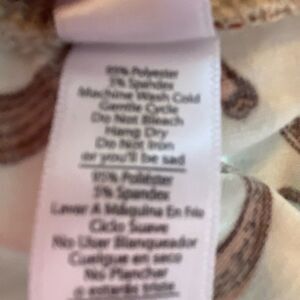 95% Polyester
5% Spandex
Machine Wash Cold
Gentle Cycle
Do Not Bleach
Hang Dry
Do Not Iron
or you'll be sad
95% Poliéster
5% Spandex
Lavar A Máquina En Frío
Ciclo Suave
No Usar Blanqueador
Cuelgue en seco
No Planchar
o estarás triste